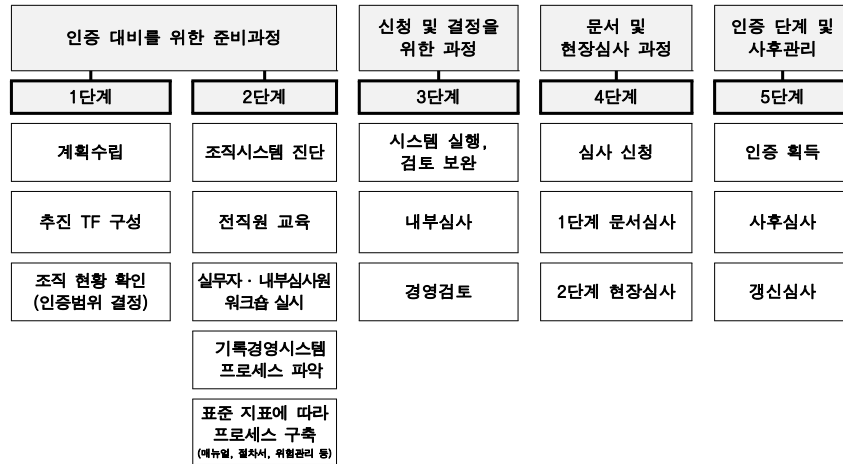 인증 대비를 위한 준비과정
신청 및 결정을
위한 과정
문서 및
현장심사 과정
인증 단계 및
사후관리
1단계
2단계
3단계
4단계
5단계
계획수립
추진 TF 구성
조직 현황 확인
(인증범위 결정)
조직시스템 진단
전직원 교육
실무자 · 내부심사원
워크숍 실시
기록경영시스템
프로세스 파악
표준 지표에 따라
프로세스 구축
(매뉴얼, 절차서, 위험관리 등)
시스템 실행,
검토 보완
내부심사
경영검토
심사 신청
1단계 문서심사
2단계 현장심사
인증 획득
사후심사
갱신심사